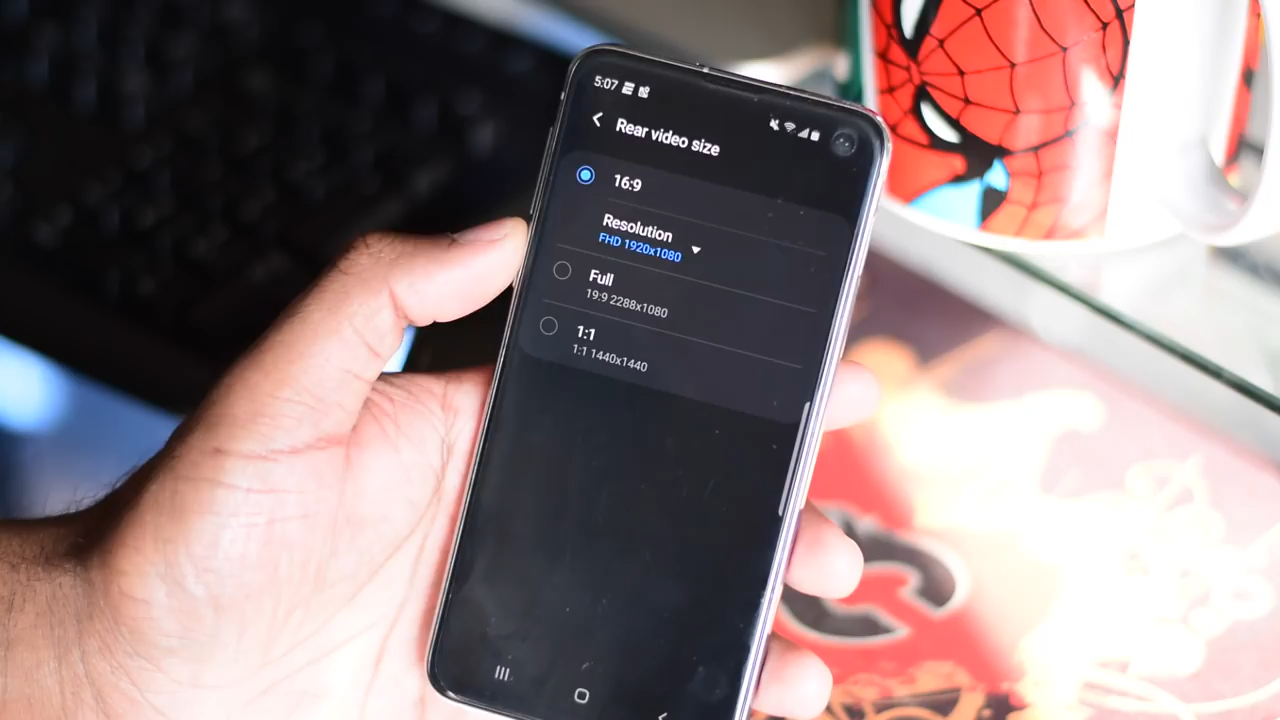 5:07
Rear video size
16:9
Resolution
FHD 1920x1080
Full
19:9 2288x1080
1:1
1:1 1440x1440
C